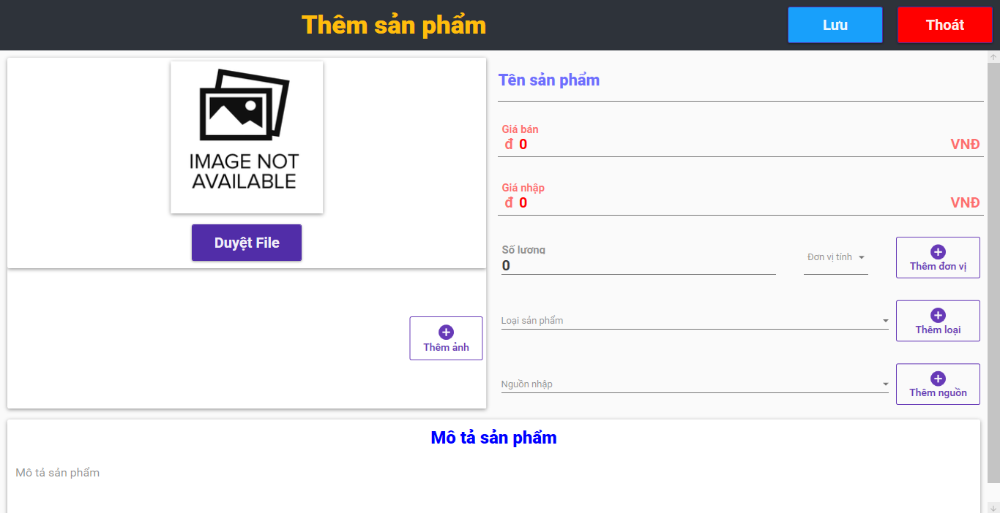 Thêm sản phẩm
Lưu
Thoát
IMAGE NOT
AVAILABLE
Duyệt File
Thêm ảnh
Tên sản phẩm
Giá bán
đ 0 VNĐ
Giá nhập
đ 0 VNĐ
Số lượng
0
Đơn vị tính
Thêm đơn vị
Loại sản phẩm
Thêm loại
Nguồn nhập
Thêm nguồn
Mô tả sản phẩm
Mô tả sản phẩm